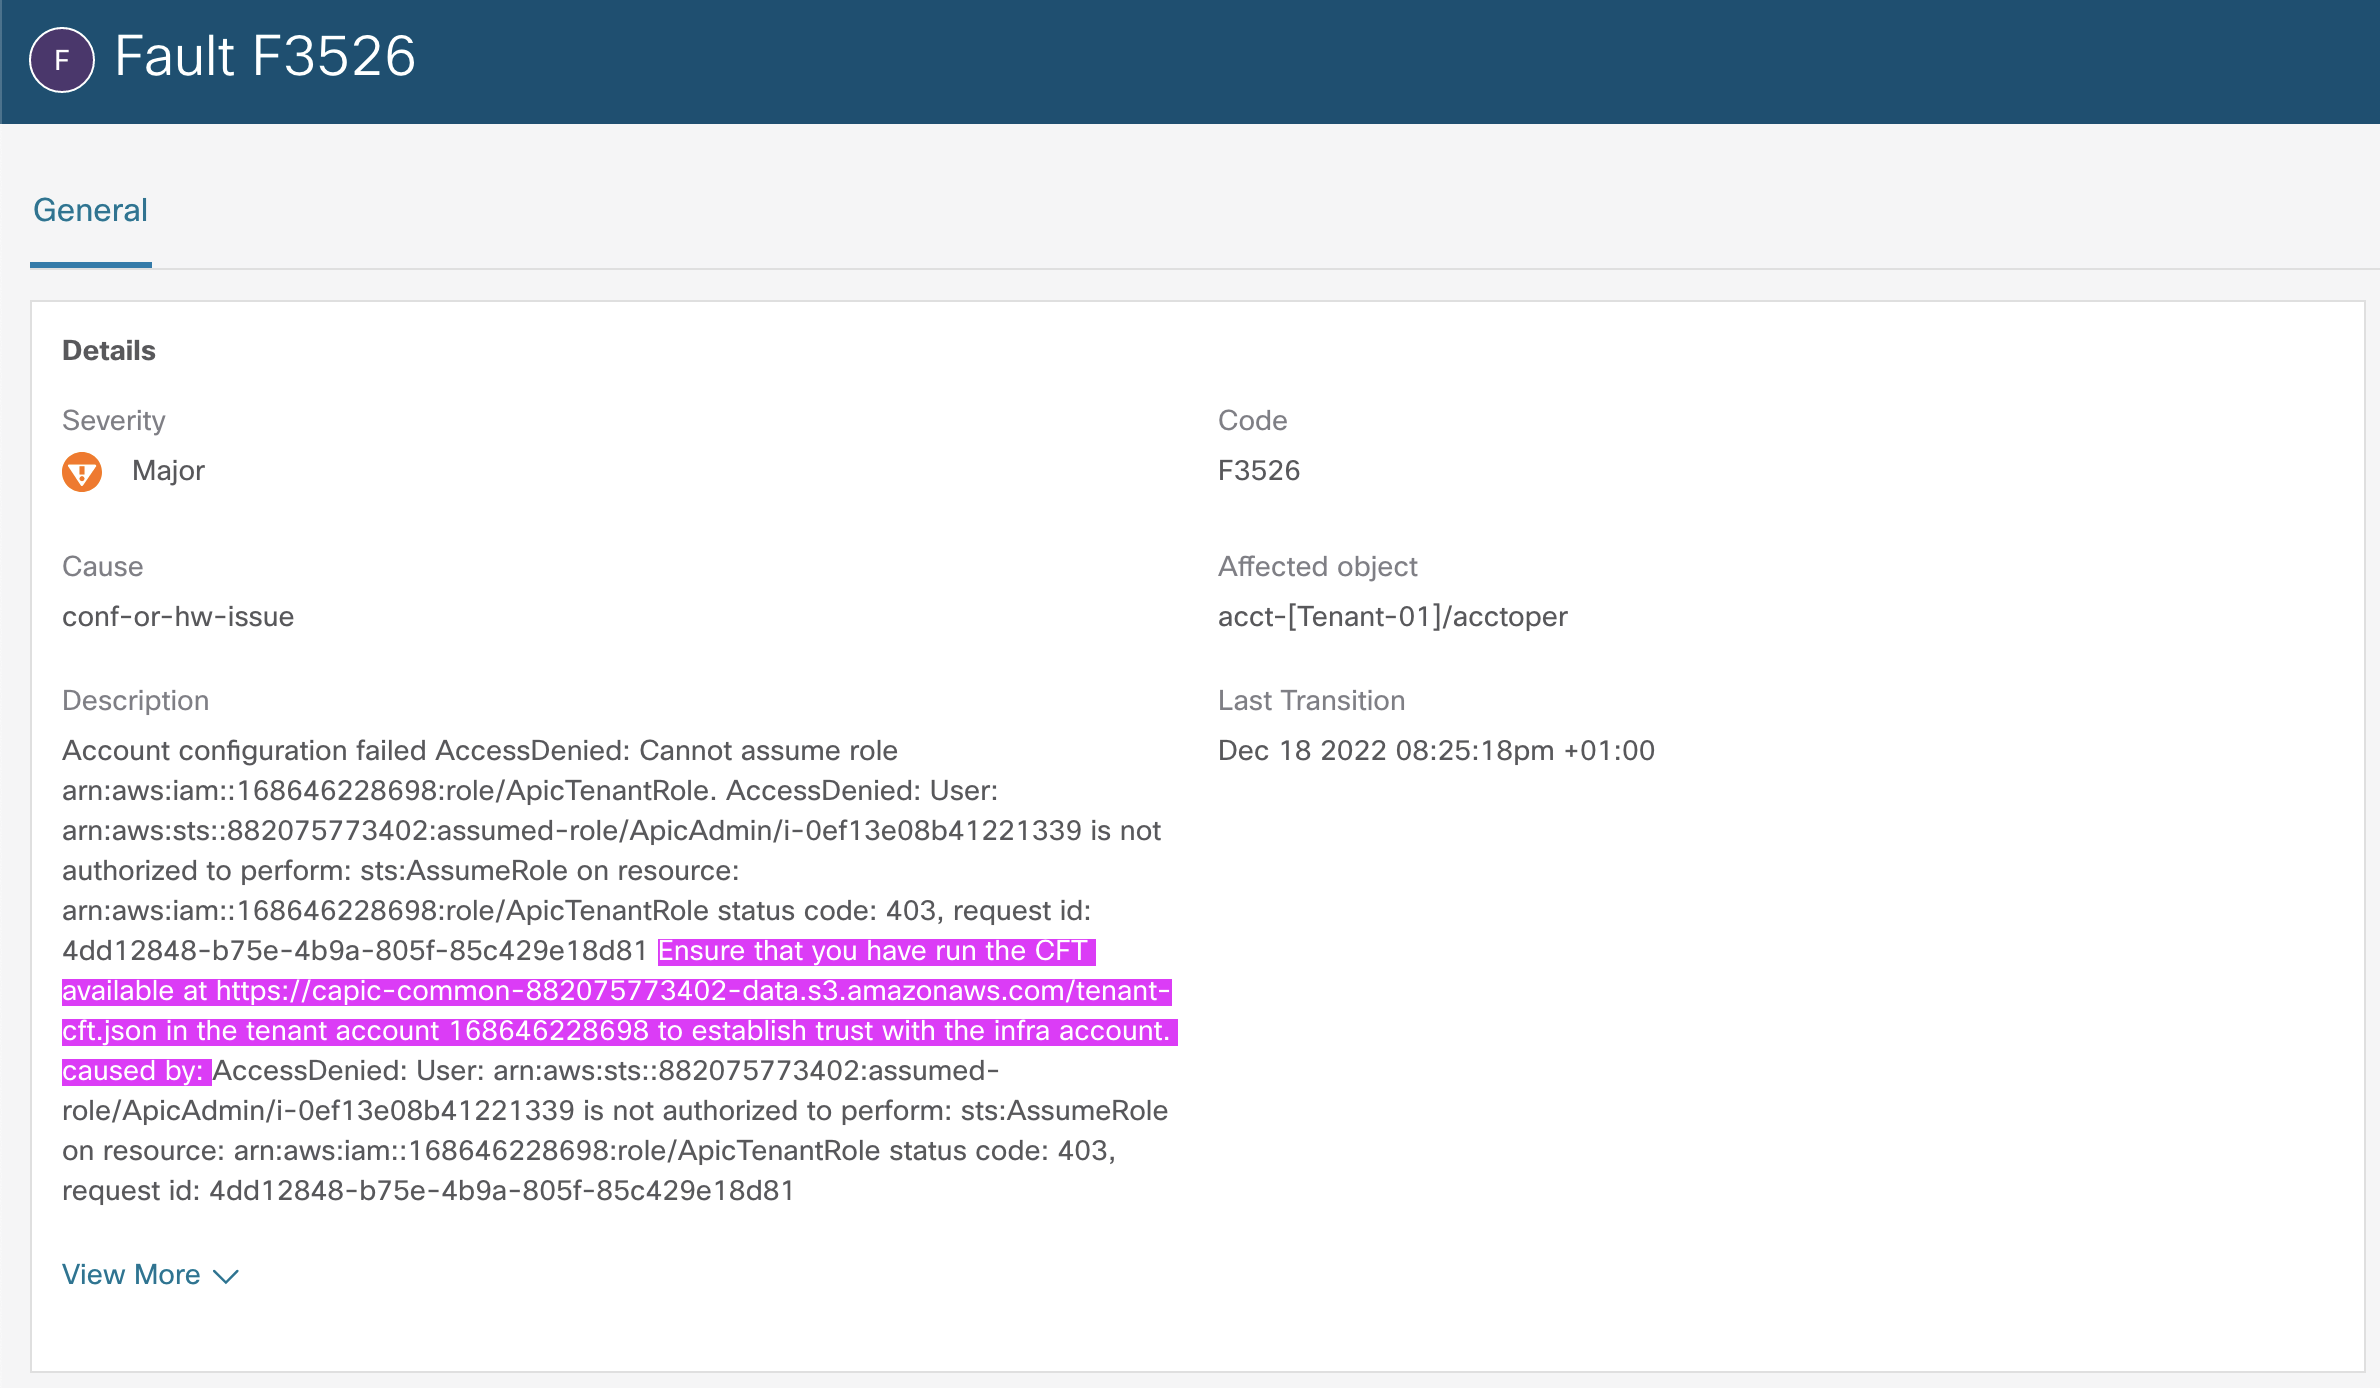 F Fault F3526
General
Details
Severity
Major
Code
F3526
Cause
conf-or-hw-issue
Affected object
acct-[Tenant-01]/acctoper
Description
Account configuration failed AccessDenied: Cannot assume role
arn:aws:iam::168646228698:role/ApicTenantRole. AccessDenied: User:
arn:aws:sts::882075773402:assumed-role/ApicAdmin/i-0ef13e08b41221339 is not
authorized to perform: sts:AssumeRole on resource:
arn:aws:iam::168646228698:role/ApicTenantRole status code: 403, request id:
4dd12848-b75e-4b9a-805f-85c429e18d81 Ensure that you have run the CFT
available at https://capic-common-882075773402-data.s3.amazonaws.com/tenant-
cft.json in the tenant account 168646228698 to establish trust with the infra account.
caused by: AccessDenied: User: arn:aws:sts::882075773402:assumed-
role/ApicAdmin/i-0ef13e08b41221339 is not authorized to perform: sts:AssumeRole
on resource: arn:aws:iam::168646228698:role/ApicTenantRole status code: 403,
request id: 4dd12848-b75e-4b9a-805f-85c429e18d81
Last Transition
Dec 18 2022 08:25:18pm +01:00
View More